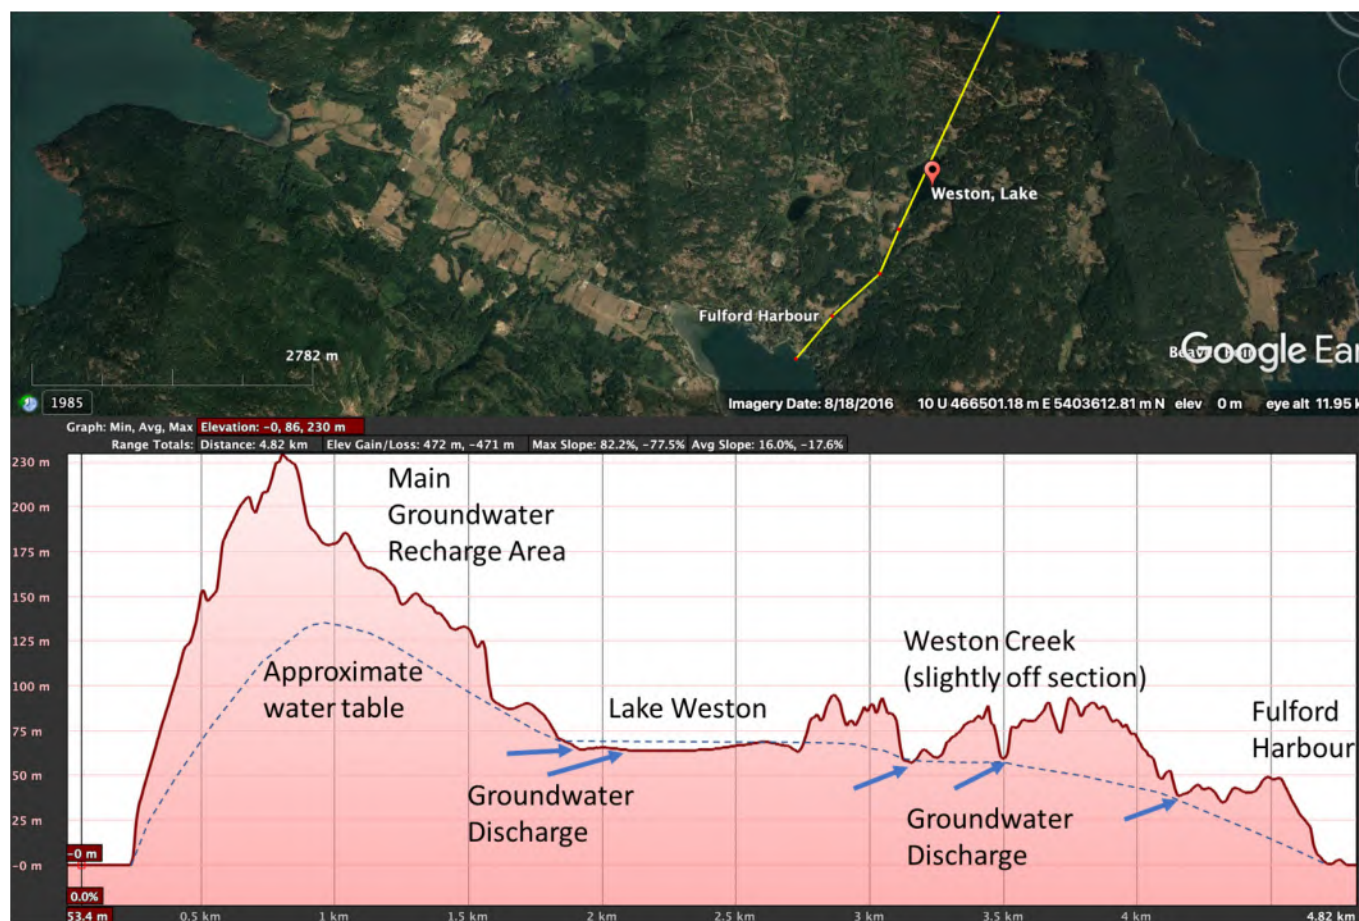 Weston, Lake
Fulford Harbour
2782 m
Google Ear
1985
Imagery Date: 8/18/2016 10 U 466501.18 m E 5403612.81 m N elev 0 m eye alt 11.95 k
Graph: Min, Avg, Max Elevation: -0, 86, 230 m
Range Totals: Distance: 4.82 km Elev Gain/Loss: 472 m, -471 m Max Slope: 82.2%, -77.5% Avg Slope: 16.0%, -17.6%
230 m
200 m
175 m
150 m
125 m
100 m
75 m
50 m
25 m
-0 m
-0 m
0.0%
Main
Groundwater
Recharge Area
Approximate
water table
Lake Weston
Groundwater
Discharge
Weston Creek
(slightly off section)
Groundwater
Discharge
Fulford
Harbour
53.4 m 0.5 km 1 km 1.5 km 2 km 2.5 km 3 km 3.5 km 4 km 4.82 km